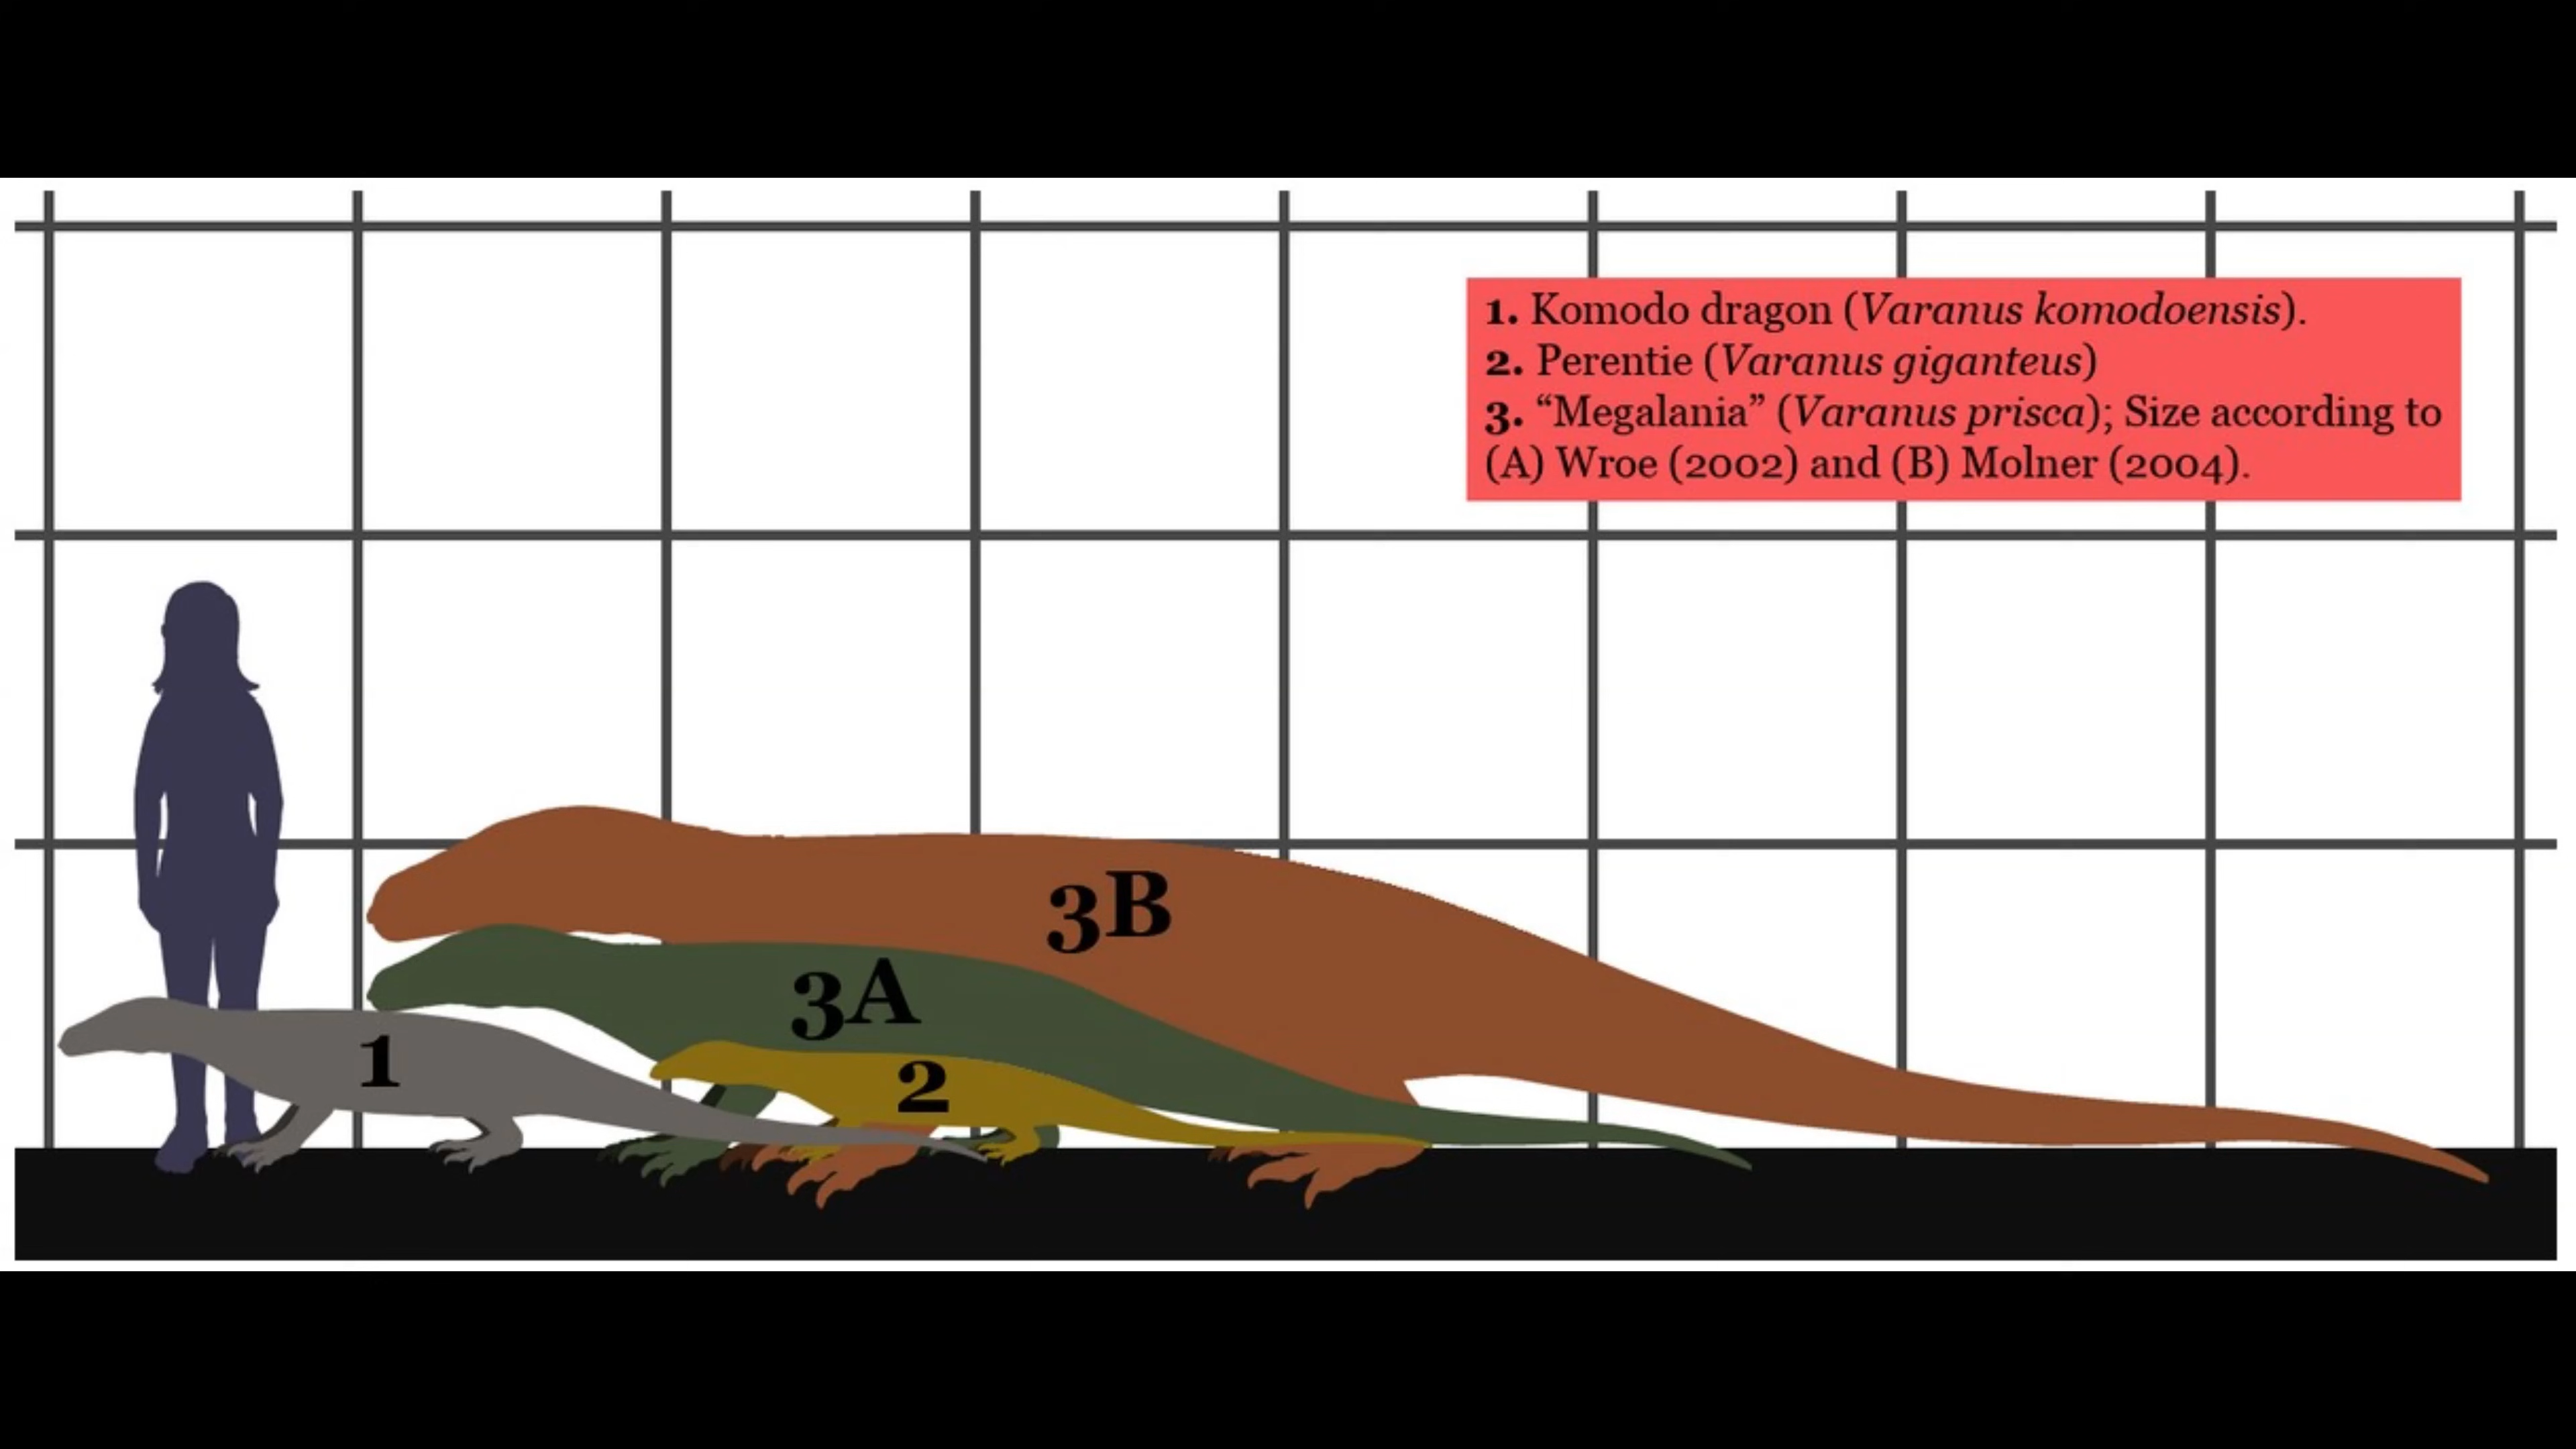 1. Komodo dragon (Varanus komodoensis).
2. Perentie (Varanus giganteus)
3. “Megalania” (Varanus prisca); Size according to
(A) Wroe (2002) and (B) Molner (2004).
3B
3A
1
2